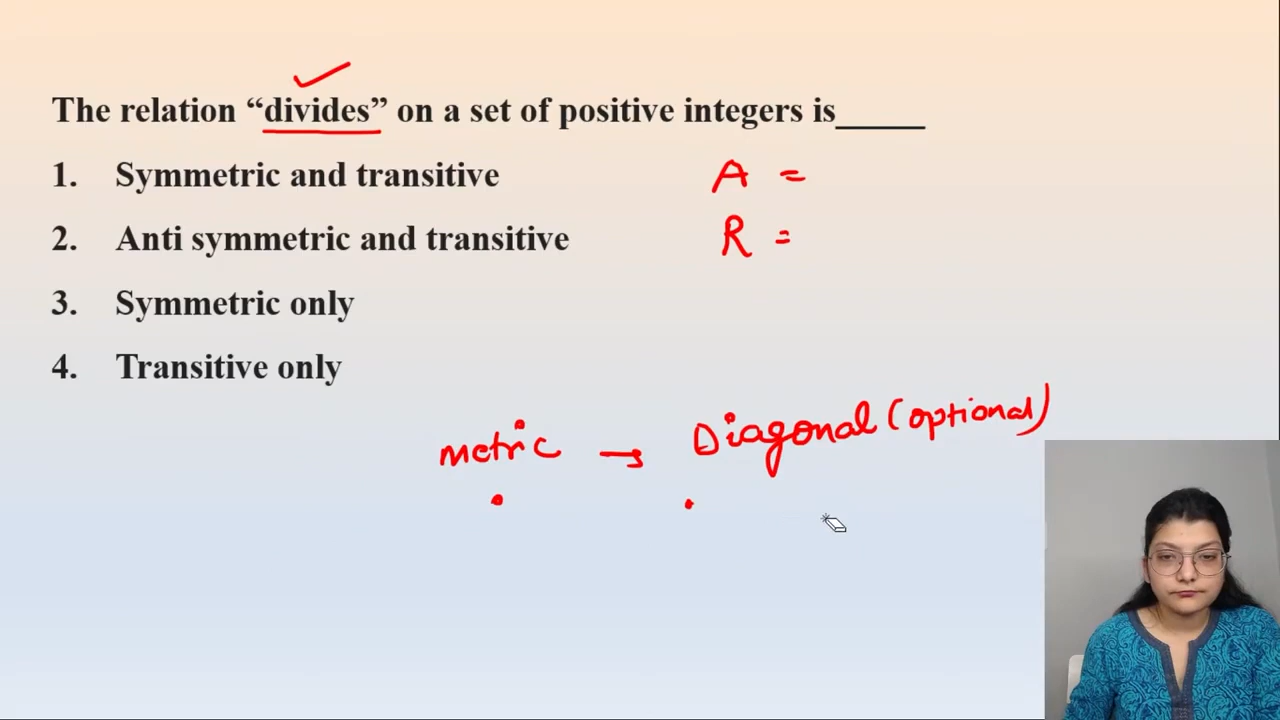 The relation “divides” on a set of positive integers is_____
1. Symmetric and transitive
A =
2. Anti symmetric and transitive
R =
3. Symmetric only
4. Transitive only
metric → Diagonal (optional)